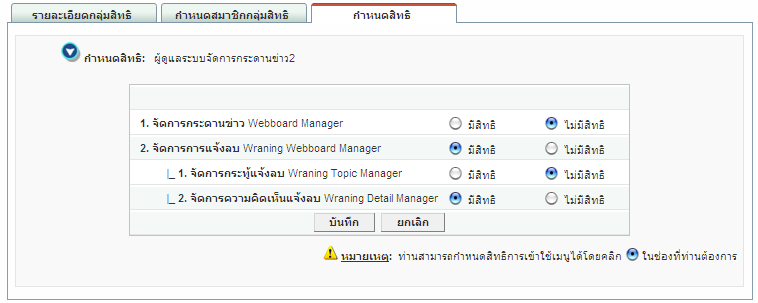 รายละเอียดกลุ่มสิทธิ กำหนดสมาชิกกลุ่มสิทธิ กำหนดสิทธิ
กำหนดสิทธิ: ผู้ดูแลระบบจัดการกระดานข่าว2
1. จัดการกระดานข่าว Webboard Manager มีสิทธิ ไม่มีสิทธิ
2. จัดการการแจ้งลบ Wraning Webboard Manager มีสิทธิ ไม่มีสิทธิ
|_ 1. จัดการกระทู้แจ้งลบ Wraning Topic Manager มีสิทธิ ไม่มีสิทธิ
|_ 2. จัดการความคิดเห็นแจ้งลบ Wraning Detail Manager มีสิทธิ ไม่มีสิทธิ
บันทึก ยกเลิก
หมายเหตุ: ท่านสามารถกำหนดสิทธิการเข้าใช้เมนูได้โดยคลิก ในช่องที่ท่านต้องการ